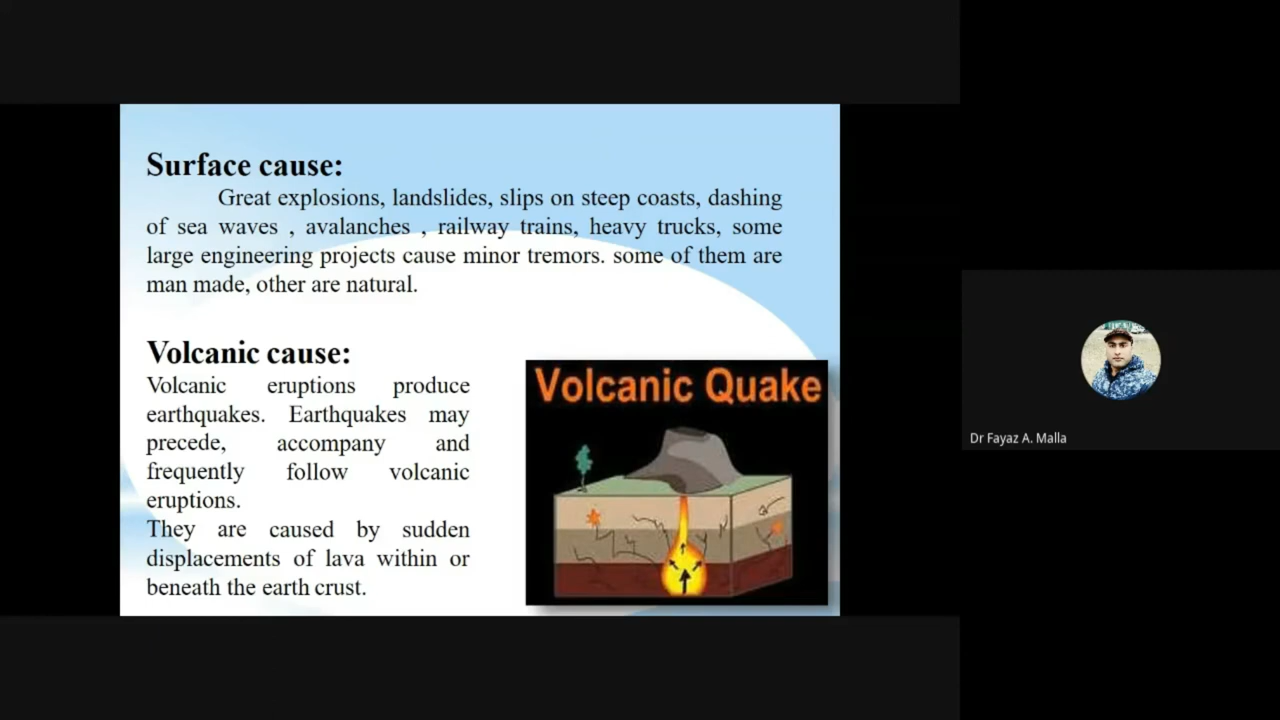 Surface cause:
Great explosions, landslides, slips on steep coasts, dashing
of sea waves , avalanches , railway trains, heavy trucks, some
large engineering projects cause minor tremors. some of them are
man made, other are natural.
Volcanic cause:
Volcanic eruptions produce
earthquakes. Earthquakes may
precede, accompany and
frequently follow volcanic
eruptions.
They are caused by sudden
displacements of lava within or
beneath the earth crust.
Volcanic Quake
Dr Fayaz A. Malla